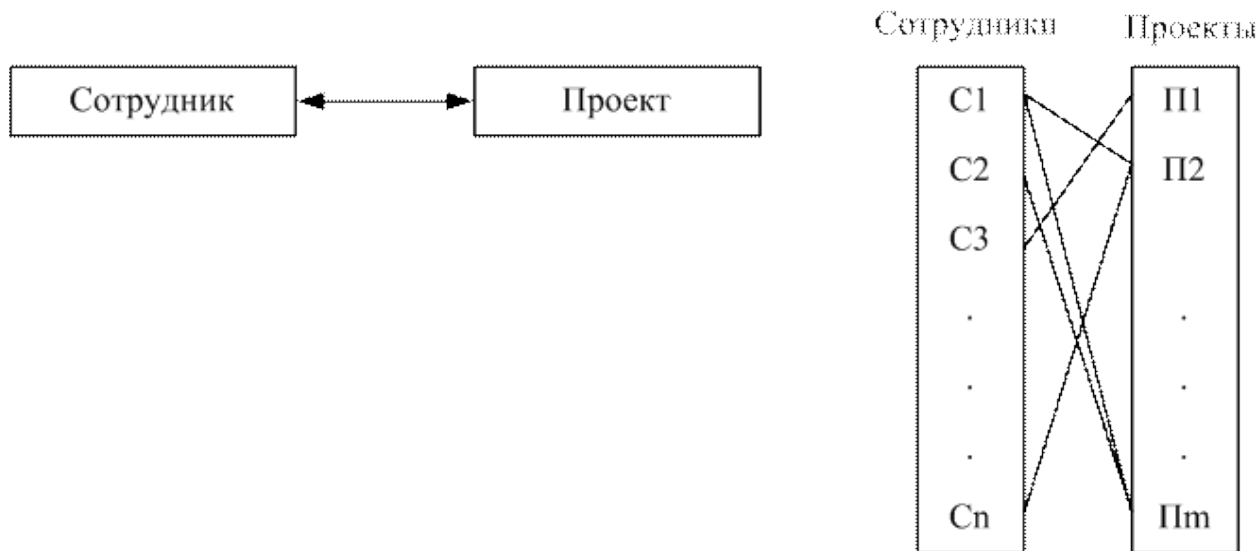 Сотрудники Проекты
Сотрудник Проект
С1 П1
С2 П2
С3
. .
. .
. .
Сn Пm